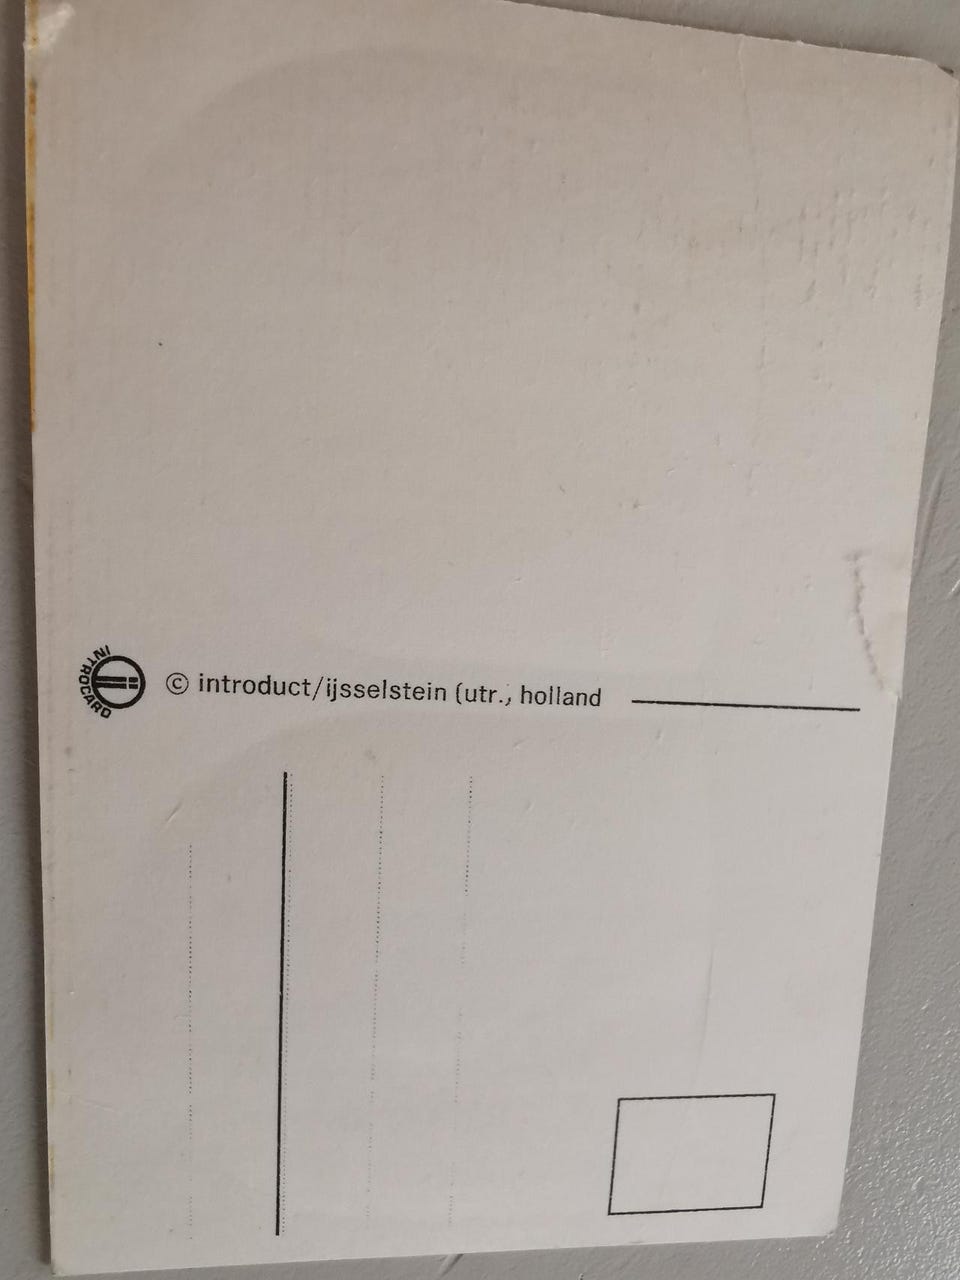 INTROCARD
© introduct/ijsselstein (utr., holland